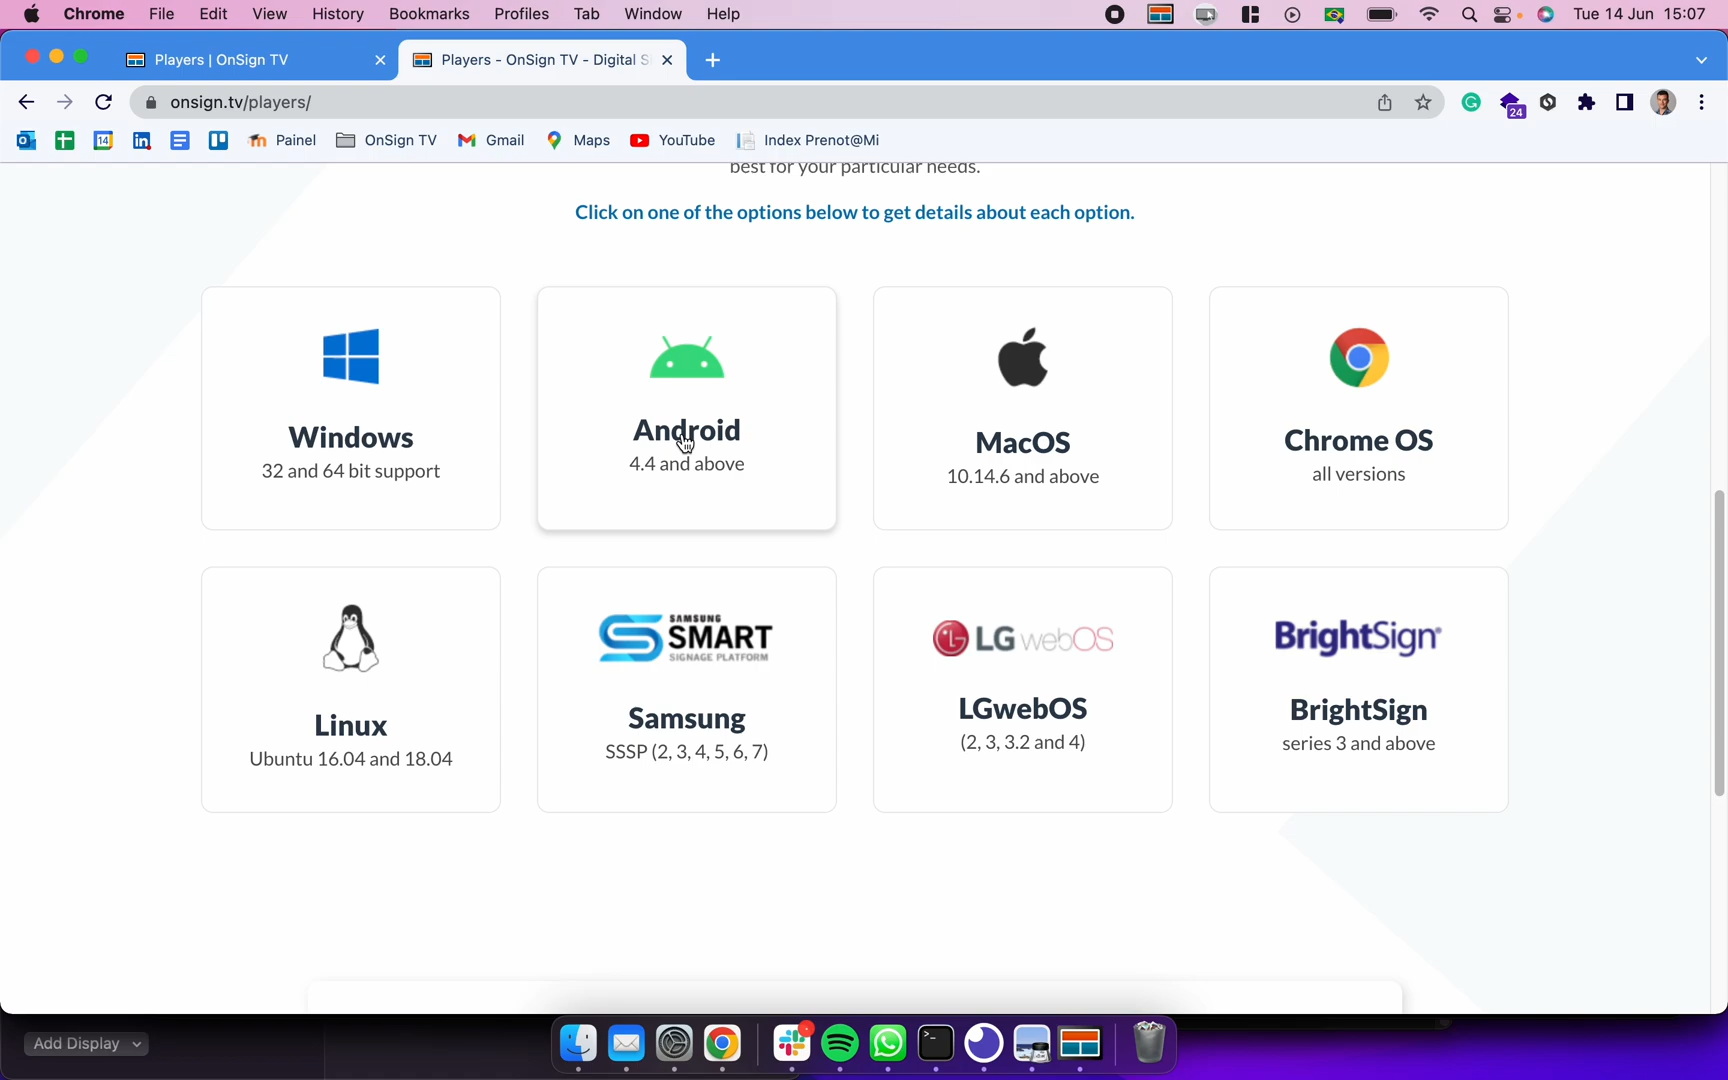 Chrome File Edit View History Bookmarks Profiles Tab Window Help Tue 14 Jun 15:07
Players | OnSign TV
Players - OnSign TV - Digital S
onsign.tv/players/
24
14 Painel OnSign TV Gmail Maps YouTube Index Prenot@Mi
best for your particular needs.
Click on one of the options below to get details about each option.
Windows
32 and 64 bit support
Android
4.4 and above
MacOS
10.14.6 and above
Chrome OS
all versions
Linux
Ubuntu 16.04 and 18.04
SAMSUNG
SMART
SIGNAGE PLATFORM
Samsung
SSSP (2, 3, 4, 5, 6, 7)
LG webOS
LGwebOS
(2, 3, 3.2 and 4)
BrightSign
BrightSign
series 3 and above
Add Display